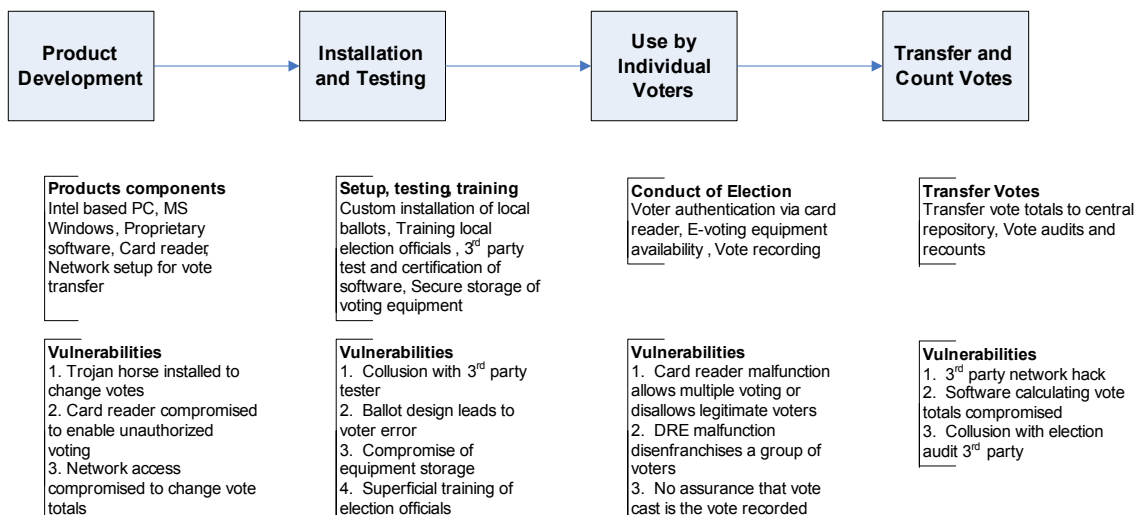 Product
Development
Installation
and Testing
Use by
Individual
Voters
Transfer and
Count Votes
Products components
Intel based PC, MS
Windows, Proprietary
software, Card reader,
Network setup for vote
transfer
Setup, testing, training
Custom installation of local
ballots, Training local
election officials , 3rd party
test and certification of
software, Secure storage of
voting equipment
Conduct of Election
Voter authentication via card
reader, E-voting equipment
availability , Vote recording
Transfer Votes
Transfer vote totals to central
repository, Vote audits and
recounts
Vulnerabilities
1. Trojan horse installed to
change votes
2. Card reader compromised
to enable unauthorized
voting
3. Network access
compromised to change vote
totals
Vulnerabilities
1. Collusion with 3rd party
tester
2. Ballot design leads to
voter error
3. Compromise of
equipment storage
4. Superficial training of
election officials
Vulnerabilities
1. Card reader malfunction
allows multiple voting or
disallows legitimate voters
2. DRE malfunction
disenfranchises a group of
voters
3. No assurance that vote
cast is the vote recorded
Vulnerabilities
1. 3rd party network hack
2. Software calculating vote
totals compromised
3. Collusion with election
audit 3rd party